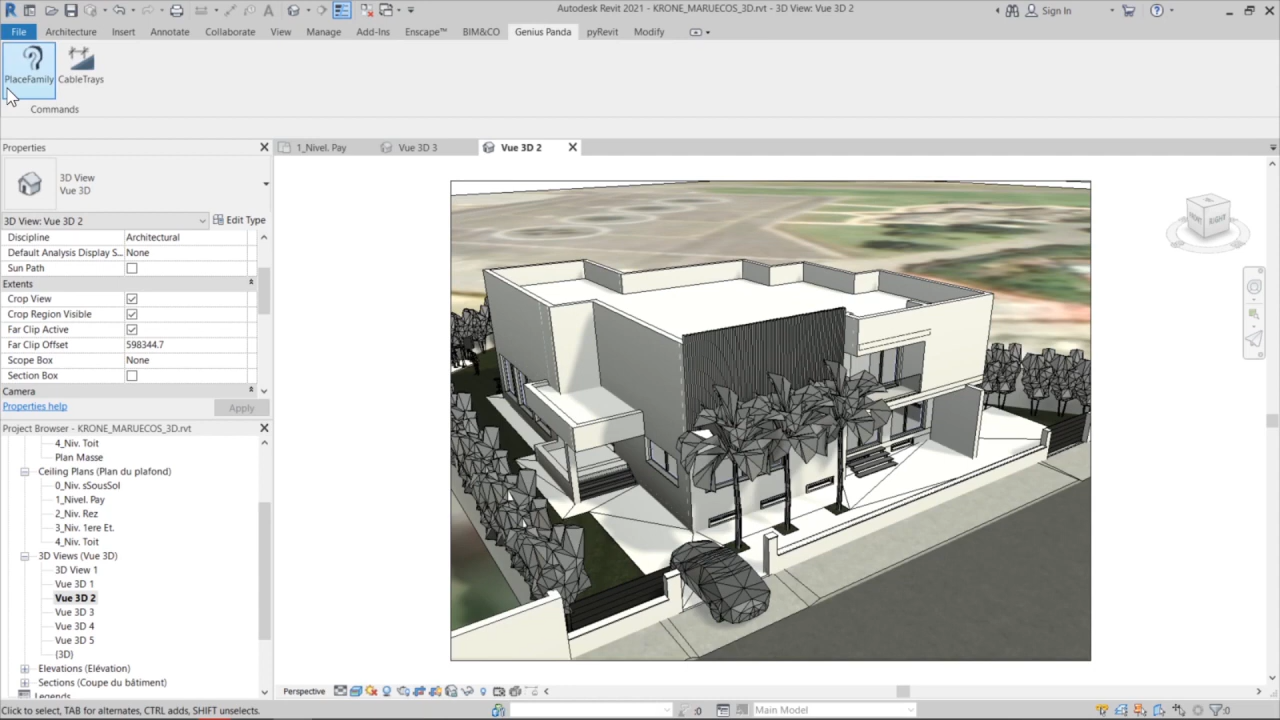 Autodesk Revit 2021 - KRONE_MARUECOS_3D.rvt - 3D View: Vue 3D 2
Sign In
File Architecture Insert Annotate Collaborate View Manage Add-Ins Enscape™ BIM&CO Genius Panda pyRevit Modify
PlaceFamily CableTrays
Commands
Properties
1_Nivel. Pay Vue 3D 3 Vue 3D 2
3D View
Vue 3D
3D View: Vue 3D 2 Edit Type
Discipline Architectural
Default Analysis Display S... None
Sun Path
Extents
Crop View
Crop Region Visible
Far Clip Active
Far Clip Offset 598344.7
Scope Box None
Section Box
Camera
Properties help Apply
Project Browser - KRONE_MARUECOS_3D.rvt
4_Niv. Toit
Plan Masse
Ceiling Plans (Plan du plafond)
0_Niv. sSousSol
1_Nivel. Pay
2_Niv. Rez
3_Niv. 1ere Et.
4_Niv. Toit
3D Views (Vue 3D)
3D View 1
Vue 3D 1
Vue 3D 2
Vue 3D 3
Vue 3D 4
Vue 3D 5
{3D}
Elevations (Elévation)
Sections (Coupe du bâtiment)
Legends
RIGHT
Perspective
Click to select, TAB for alternates, CTRL adds, SHIFT unselects. :0 Main Model :0